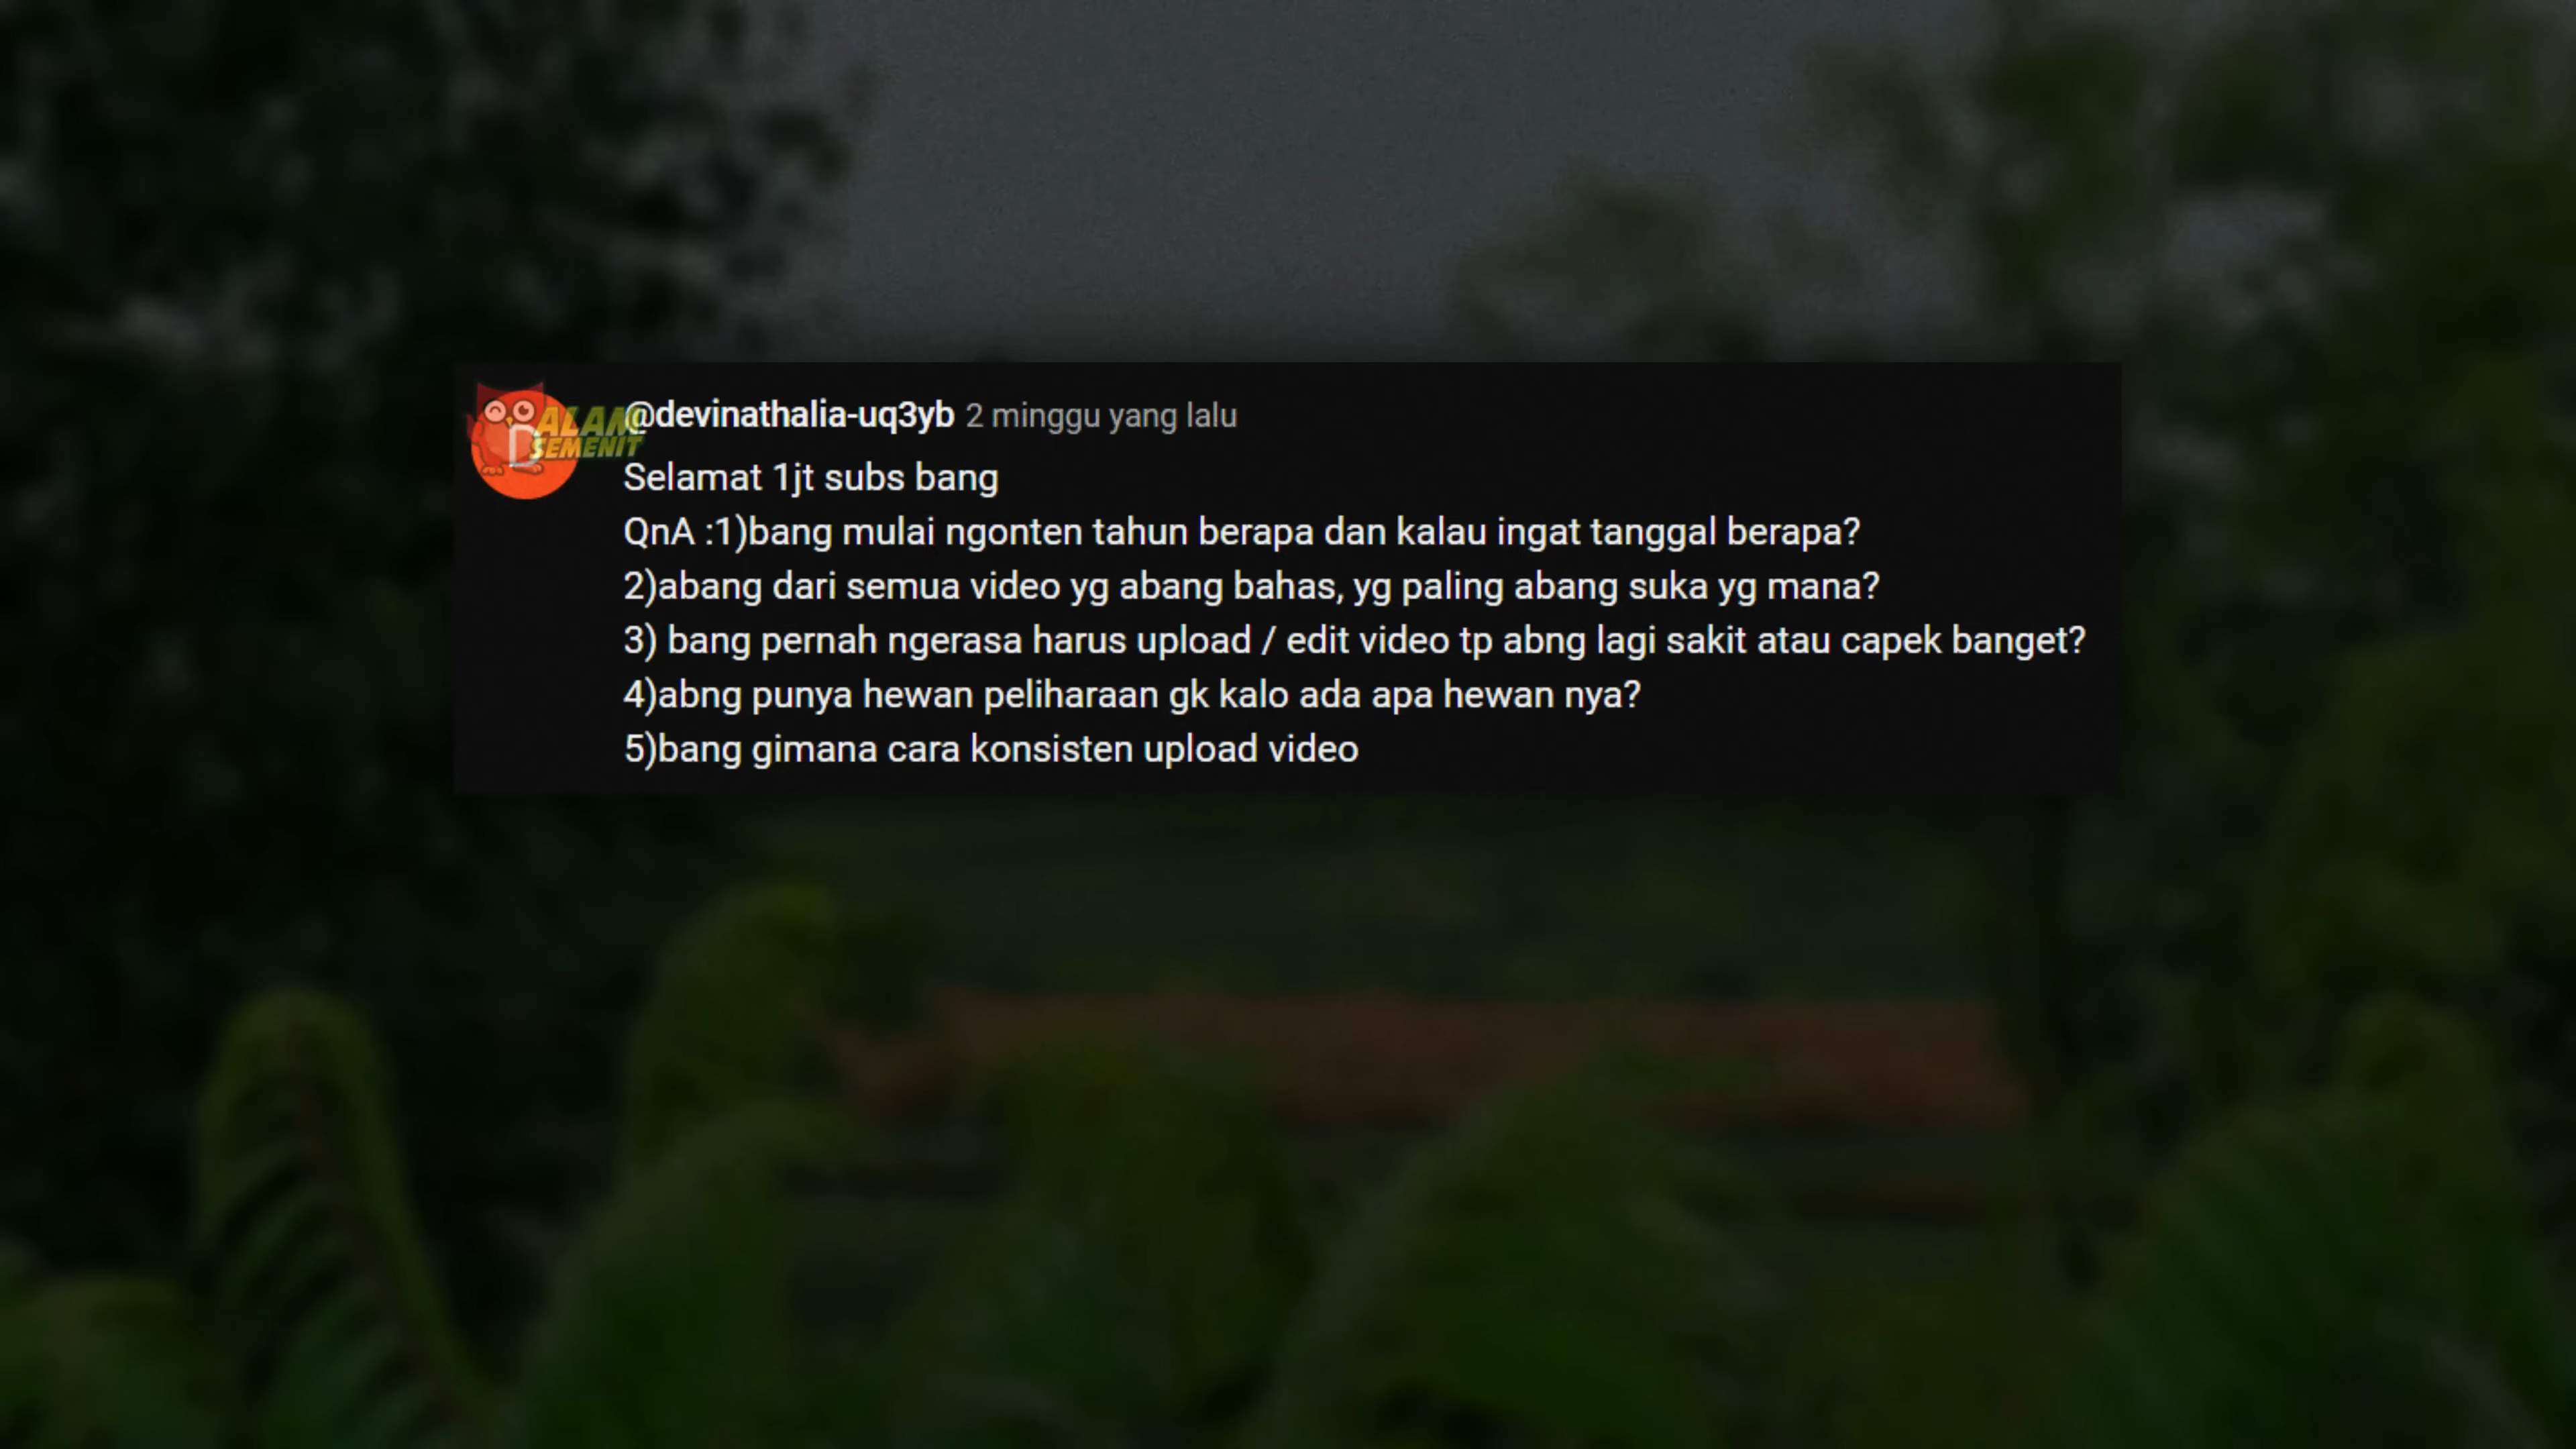 DALAM
SEMENIT
@devinathalia-uq3yb 2 minggu yang lalu
Selamat 1jt subs bang
QnA :1)bang mulai ngonten tahun berapa dan kalau ingat tanggal berapa?
2)abang dari semua video yg abang bahas, yg paling abang suka yg mana?
3) bang pernah ngerasa harus upload / edit video tp abng lagi sakit atau capek banget?
4)abng punya hewan peliharaan gk kalo ada apa hewan nya?
5)bang gimana cara konsisten upload video